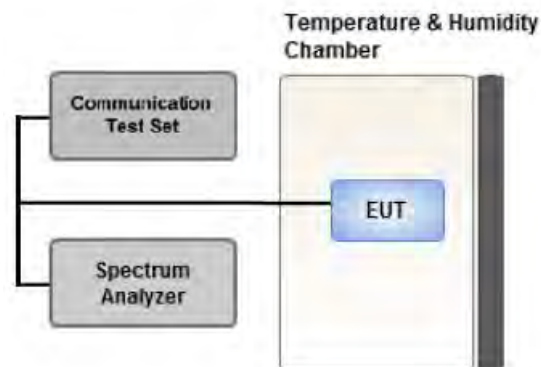 Temperature & Humidity
Chamber
Communication
Test Set
EUT
Spectrum
Analyzer